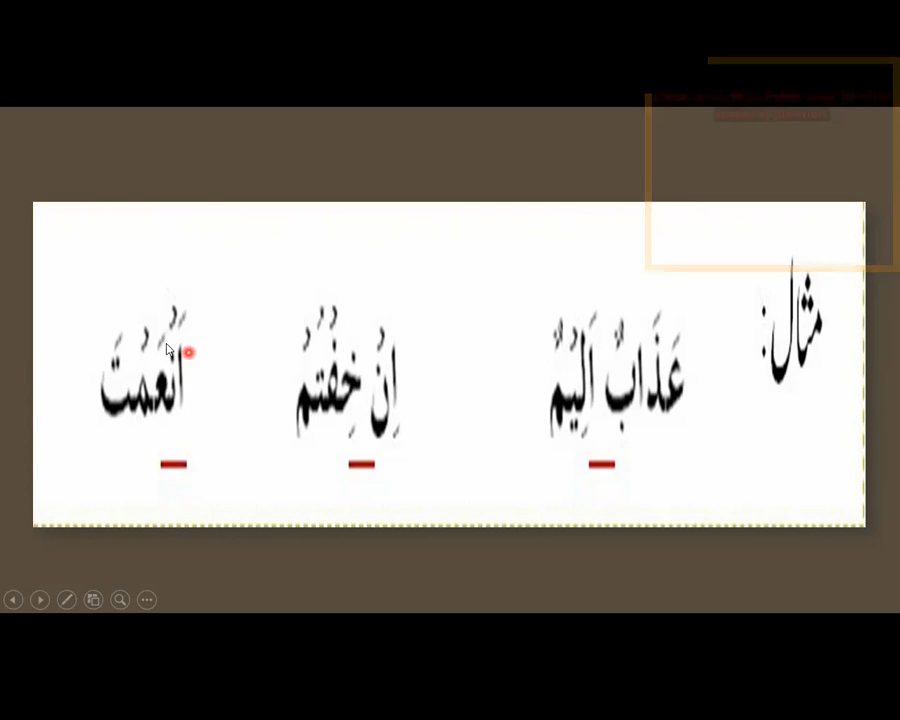 مثال: عَذَابٌ اَلِيْمٌ اِنْ خِفْتُمْ اَنْعَمْتَ